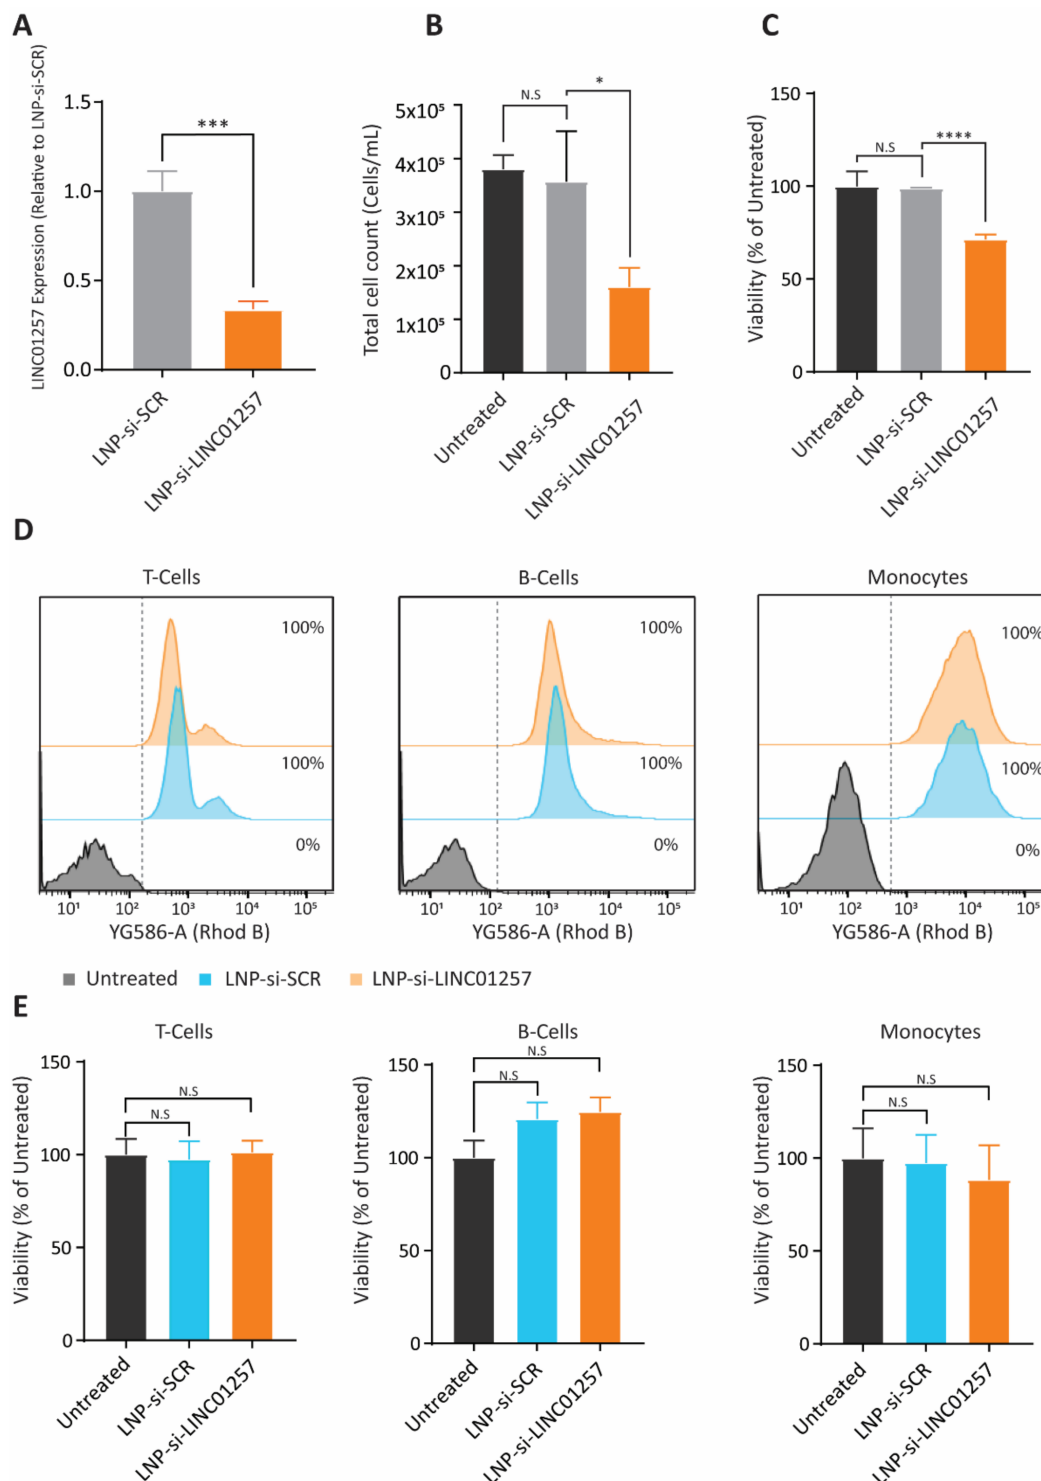 A
B
C
LINC01257 Expression (Relative to LNP-si-SCR)
1.5
1.0
0.5
0.0
***
LNP-si-SCR
LNP-si-LINC01257
Total cell count (Cells/mL)
5x10⁵
4x10⁵
3x10⁵
2x10⁵
1x10⁵
0
N.S
*
Untreated
LNP-si-SCR
LNP-si-LINC01257
Viability (% of Untreated)
150
100
50
0
N.S
****
Untreated
LNP-si-SCR
LNP-si-LINC01257
D
T-Cells
100%
100%
0%
10¹ 10² 10³ 10⁴ 10⁵
YG586-A (Rhod B)
B-Cells
100%
100%
0%
10¹ 10² 10³ 10⁴ 10⁵
YG586-A (Rhod B)
Monocytes
100%
100%
0%
10¹ 10² 10³ 10⁴ 10⁵
YG586-A (Rhod B)
Untreated LNP-si-SCR LNP-si-LINC01257
E
T-Cells
Viability (% of Untreated)
150
100
50
0
N.S
N.S
Untreated
LNP-si-SCR
LNP-si-LINC01257
B-Cells
Viability (% of Untreated)
150
100
50
0
N.S
N.S
Untreated
LNP-si-SCR
LNP-si-LINC01257
Monocytes
Viability (% of Untreated)
150
100
50
0
N.S
N.S
Untreated
LNP-si-SCR
LNP-si-LINC01257